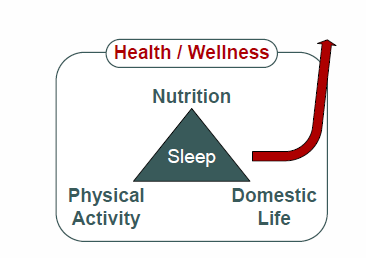 Health / Wellness
Nutrition
Sleep
Physical
Activity
Domestic
Life